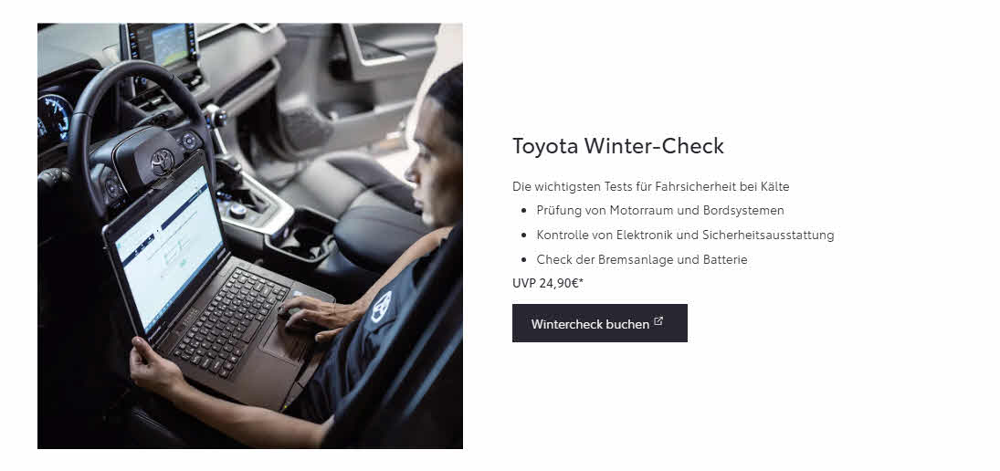 Toyota Winter-Check
Die wichtigsten Tests für Fahrsicherheit bei Kälte
• Prüfung von Motorraum und Bordsystemen
• Kontrolle von Elektronik und Sicherheitsausstattung
• Check der Bremsanlage und Batterie
UVP 24,90€*
Wintercheck buchen